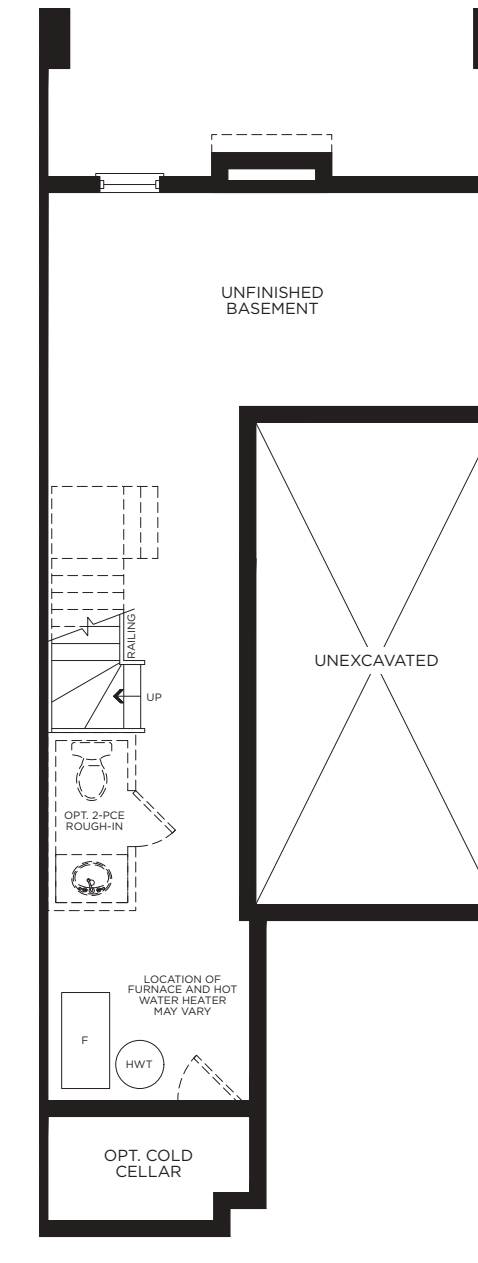 UNFINISHED
BASEMENT
RAILING
UNEXCAVATED
UP
OPT. 2-PCE
ROUGH-IN
LOCATION OF
FURNACE AND HOT
WATER HEATER
MAY VARY
F
HWT
OPT. COLD
CELLAR